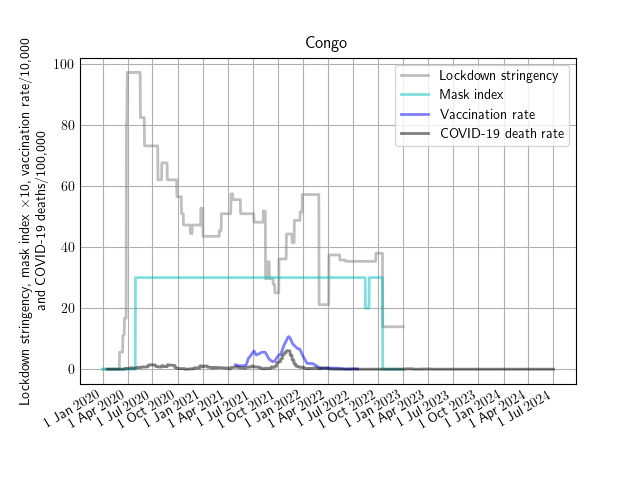 Congo
Lockdown stringency, mask index ×10, vaccination rate/10,000
and COVID-19 deaths/100,000
100
80
60
40
20
0
Lockdown stringency
Mask index
Vaccination rate
COVID-19 death rate
1 Jan 2020
1 Apr 2020
1 Jul 2020
1 Oct 2020
1 Jan 2021
1 Apr 2021
1 Jul 2021
1 Oct 2021
1 Jan 2022
1 Apr 2022
1 Jul 2022
1 Oct 2022
1 Jan 2023
1 Apr 2023
1 Jul 2023
1 Oct 2023
1 Jan 2024
1 Apr 2024
1 Jul 2024